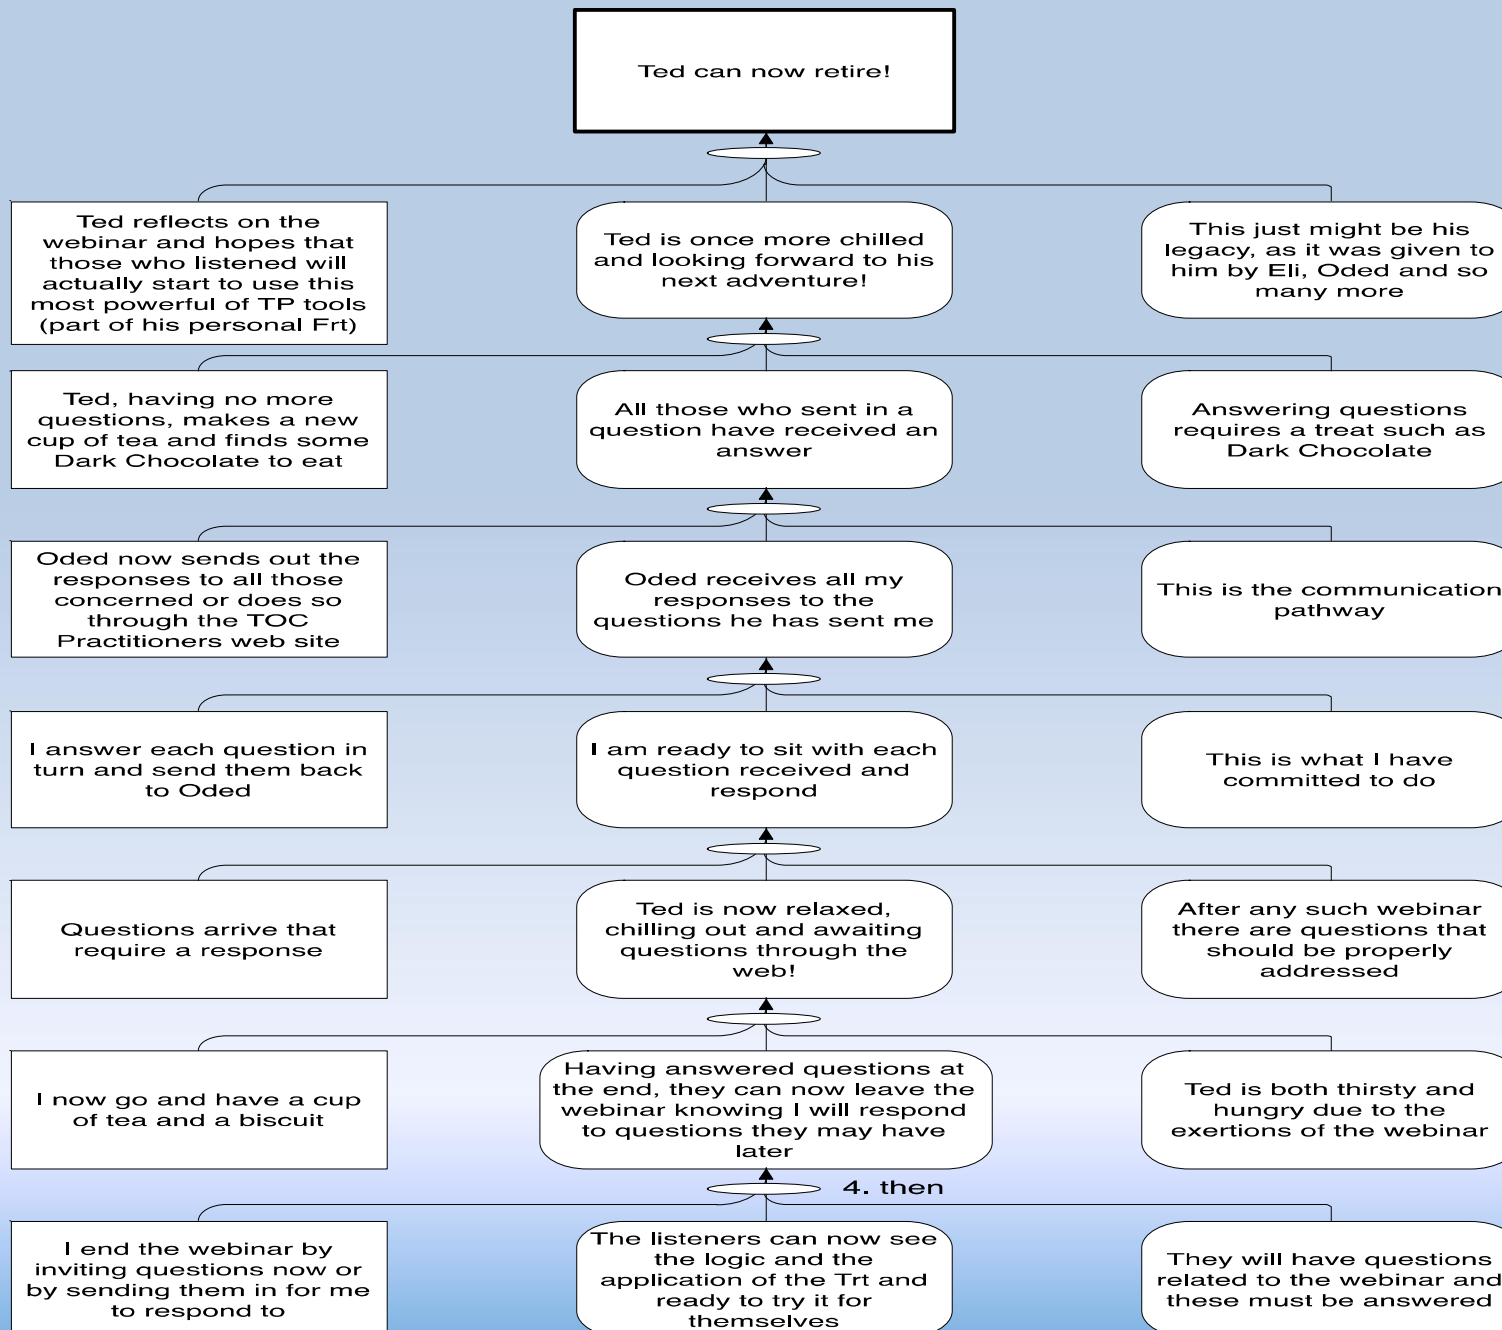 Ted can now retire!
Ted reflects on the
webinar and hopes that
those who listened will
actually start to use this
most powerful of TP tools
(part of his personal Frt)
Ted is once more chilled
and looking forward to his
next adventure!
This just might be his
legacy, as it was given to
him by Eli, Oded and so
many more
Ted, having no more
questions, makes a new
cup of tea and finds some
Dark Chocolate to eat
All those who sent in a
question have received an
answer
Answering questions
requires a treat such as
Dark Chocolate
Oded now sends out the
responses to all those
concerned or does so
through the TOC
Practitioners web site
Oded receives all my
responses to the
questions he has sent me
This is the communication
pathway
I answer each question in
turn and send them back
to Oded
I am ready to sit with each
question received and
respond
This is what I have
committed to do
Questions arrive that
require a response
Ted is now relaxed,
chilling out and awaiting
questions through the
web!
After any such webinar
there are questions that
should be properly
addressed
I now go and have a cup
of tea and a biscuit
Having answered questions at
the end, they can now leave the
webinar knowing I will respond
to questions they may have
later
Ted is both thirsty and
hungry due to the
exertions of the webinar
4. then
I end the webinar by
inviting questions now or
by sending them in for me
to respond to
The listeners can now see
the logic and the
application of the Trt and
ready to try it for
themselves
They will have questions
related to the webinar and
these must be answered